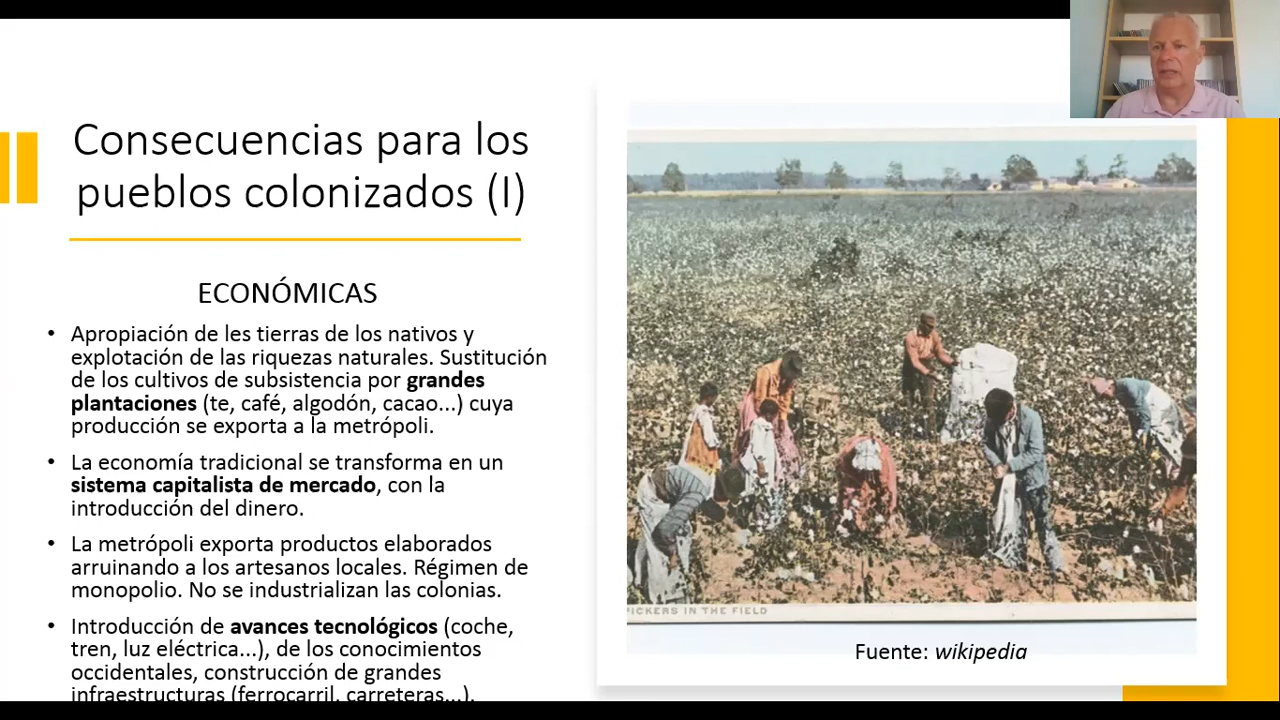 Consecuencias para los
pueblos colonizados (I)
ECONÓMICAS
• Apropiación de les tierras de los nativos y
explotación de las riquezas naturales. Sustitución
de los cultivos de subsistencia por grandes
plantaciones (te, café, algodón, cacao...) cuya
producción se exporta a la metrópoli.
• La economía tradicional se transforma en un
sistema capitalista de mercado, con la
introducción del dinero.
• La metrópoli exporta productos elaborados
arruinando a los artesanos locales. Régimen de
monopolio. No se industrializan las colonias.
• Introducción de avances tecnológicos (coche,
tren, luz eléctrica...), de los conocimientos
occidentales, construcción de grandes
infraestructuras (ferrocarril, carreteras...).
PICKERS IN THE FIELD
Fuente: wikipedia